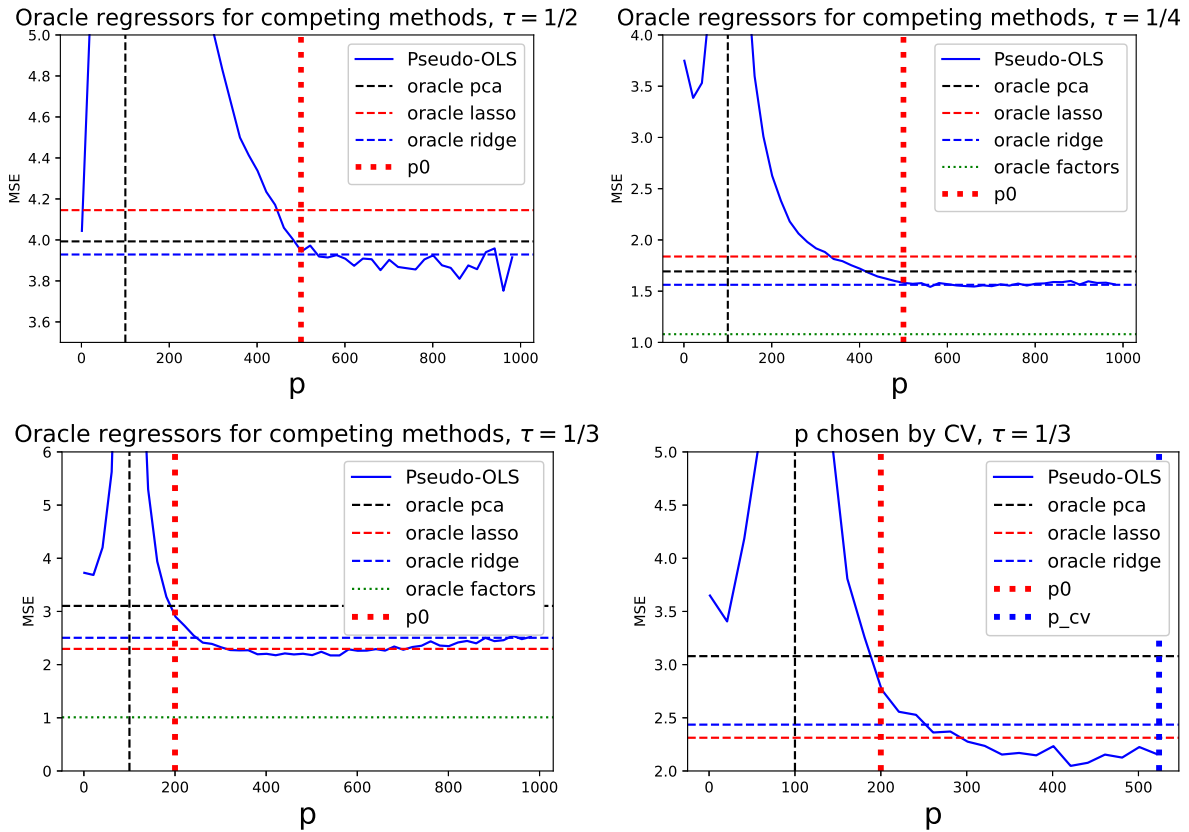 Oracle regressors for competing methods, τ = 1/2
5.0
4.8
4.6
4.4
4.2
4.0
3.8
3.6
MSE
Pseudo-OLS
oracle pca
oracle lasso
oracle ridge
p0
0 200 400 600 800 1000
p
Oracle regressors for competing methods, τ = 1/4
4.0
3.5
3.0
2.5
2.0
1.5
1.0
MSE
Pseudo-OLS
oracle pca
oracle lasso
oracle ridge
oracle factors
p0
0 200 400 600 800 1000
p
Oracle regressors for competing methods, τ = 1/3
6
5
4
3
2
1
0
MSE
Pseudo-OLS
oracle pca
oracle lasso
oracle ridge
oracle factors
p0
0 200 400 600 800 1000
p
p chosen by CV, τ = 1/3
5.0
4.5
4.0
3.5
3.0
2.5
2.0
MSE
Pseudo-OLS
oracle pca
oracle lasso
oracle ridge
p0
p_cv
0 100 200 300 400 500
p